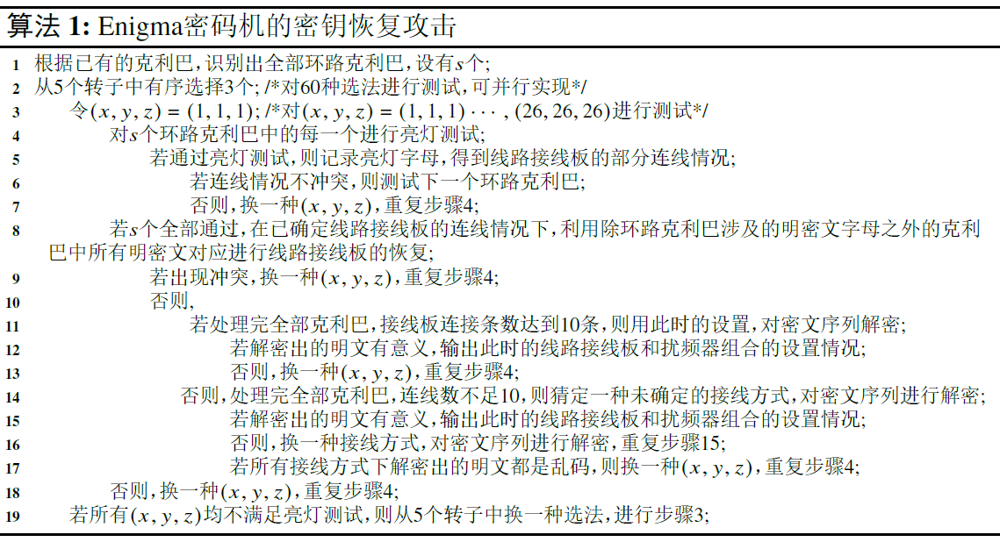 算法 1: Enigma密码机的密钥恢复攻击
1 根据已有的克利巴,识别出全部环路克利巴,设有s个;
2 从5个转子中有序选择3个; /*对60种选法进行测试,可并行实现*/
3 令(x, y, z) = (1, 1, 1); /*对(x, y, z) = (1, 1, 1) ··· , (26, 26, 26)进行测试*/
4 对s个环路克利巴中的每一个进行亮灯测试;
5 若通过亮灯测试,则记录亮灯字母,得到线路接线板的部分连线情况;
6 若连线情况不冲突,则测试下一个环路克利巴;
7 否则,换一种(x, y, z),重复步骤4;
8 若s个全部通过,在已确定线路接线板的连线情况下,利用除环路克利巴涉及的明密文字母之外的克利
巴中所有明密文对应进行线路接线板的恢复;
9 若出现冲突,换一种(x, y, z),重复步骤4;
10 否则,
11 若处理完全部克利巴,接线板连接条数达到10条,则用此时的设置,对密文序列解密;
12 若解密出的明文有意义,输出此时的线路接线板和扰频器组合的设置情况;
13 否则,换一种(x, y, z),重复步骤4;
14 否则,处理完全部克利巴,连线数不足10,则猜定一种未确定的接线方式,对密文序列进行解密;
15 若解密出的明文有意义,输出此时的线路接线板和扰频器组合的设置情况;
16 否则,换一种接线方式,对密文序列进行解密,重复步骤15;
17 若所有接线方式下解密出的明文都是乱码,则换一种(x, y, z),重复步骤4;
18 否则,换一种(x, y, z),重复步骤4;
19 若所有(x, y, z)均不满足亮灯测试,则从5个转子中换一种选法,进行步骤3;